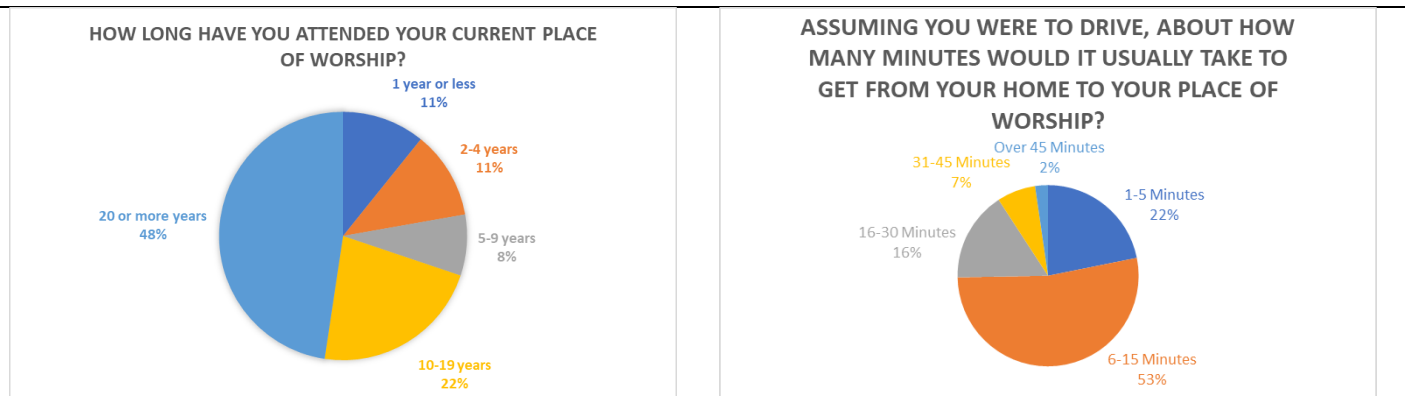 HOW LONG HAVE YOU ATTENDED YOUR CURRENT PLACE
OF WORSHIP?
1 year or less
11%
2-4 years
11%
5-9 years
8%
10-19 years
22%
20 or more years
48%
ASSUMING YOU WERE TO DRIVE, ABOUT HOW
MANY MINUTES WOULD IT USUALLY TAKE TO
GET FROM YOUR HOME TO YOUR PLACE OF
WORSHIP?
Over 45 Minutes
2%
31-45 Minutes
7%
1-5 Minutes
22%
16-30 Minutes
16%
6-15 Minutes
53%